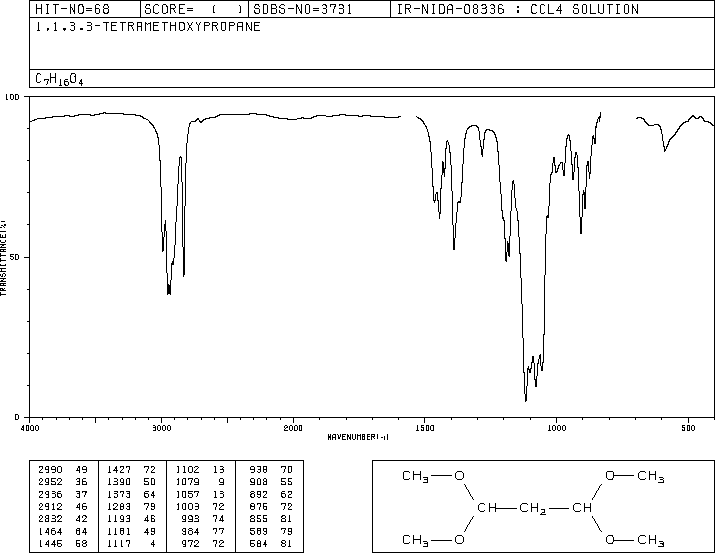 HIT-NO=68 SCORE= ( ) SDBS-NO=3731 IR-NIDA-08336 : CCL4 SOLUTION
1,1,3,3-TETRAMETHOXYPROPANE
C7H16O4
100
50
0
TRANSMITTANCE(%)
4000 3000 2000 1500 1000 500
WAVENUMBER(-1)
2990 49 1427 72 1102 13 938 70
2952 36 1390 50 1079 9 908 55
2936 37 1373 64 1057 13 892 62
2912 46 1283 79 1003 72 876 72
2832 42 1193 46 993 74 855 81
1464 64 1181 49 984 77 589 79
1446 58 1117 4 972 72 584 81
CH3 O O CH3
CH CH2 CH
CH3 O O CH3